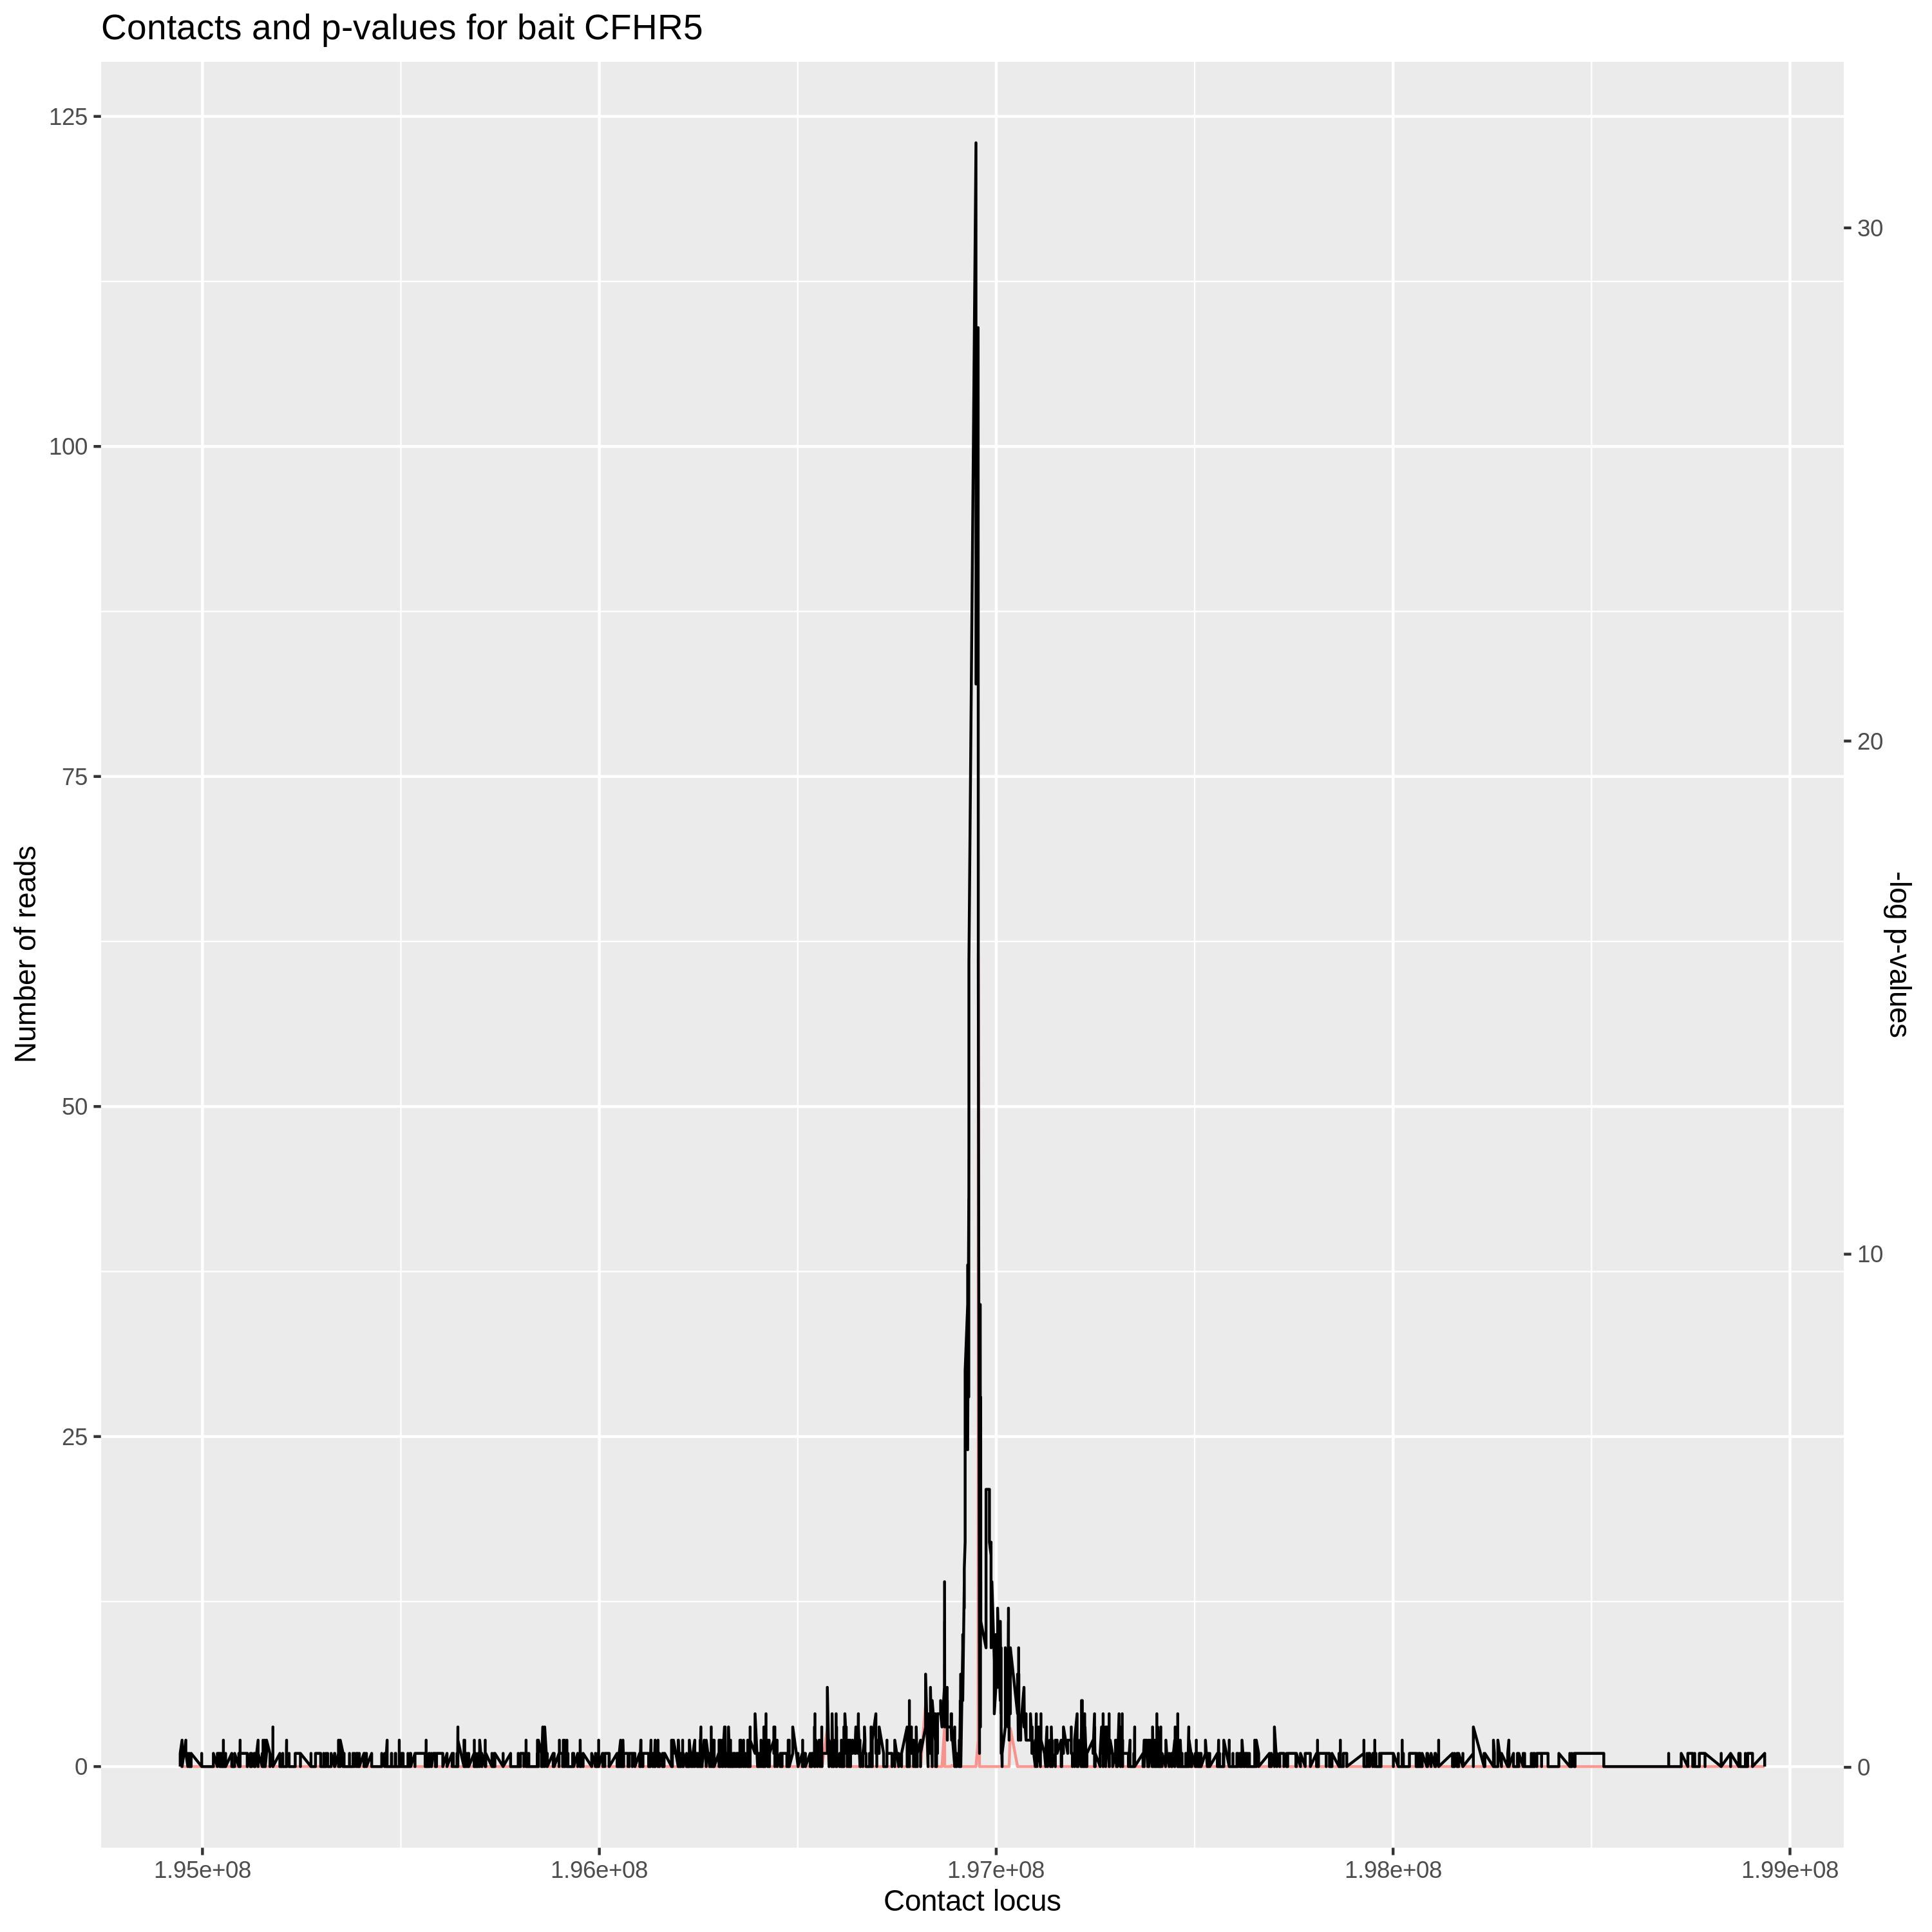 Contacts and p-values for bait CFHR5
125
100
75
50
25
0
Number of reads
30
20
10
0
-log p-values
1.95e+08
1.96e+08
1.97e+08
1.98e+08
1.99e+08
Contact locus